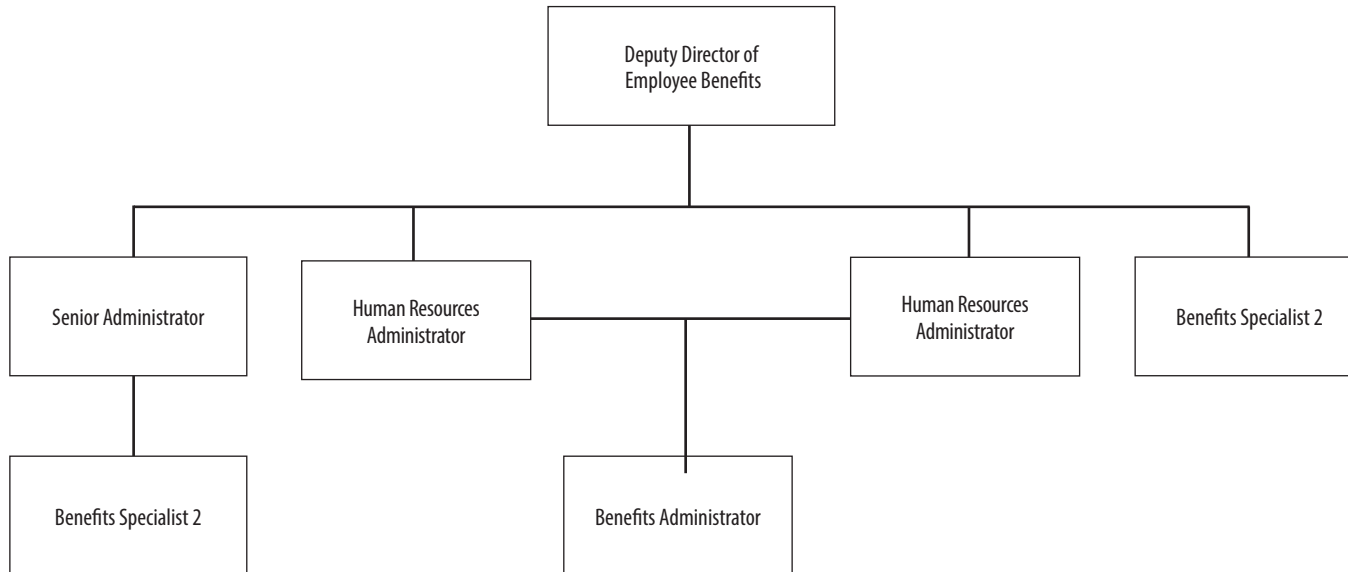 Deputy Director of
Employee Benefits
Senior Administrator
Human Resources
Administrator
Human Resources
Administrator
Benefits Specialist 2
Benefits Specialist 2
Benefits Administrator